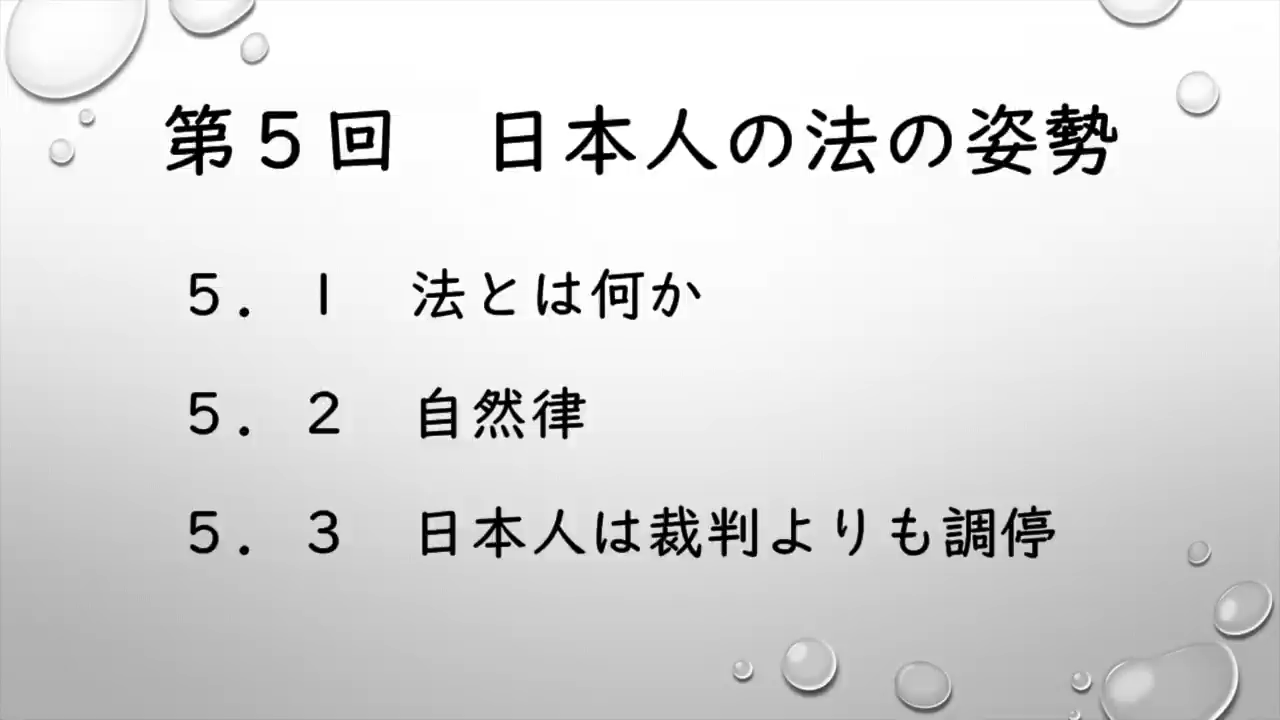 第５回　日本人の法の姿勢
５．１　法とは何か
５．２　自然律
５．３　日本人は裁判よりも調停